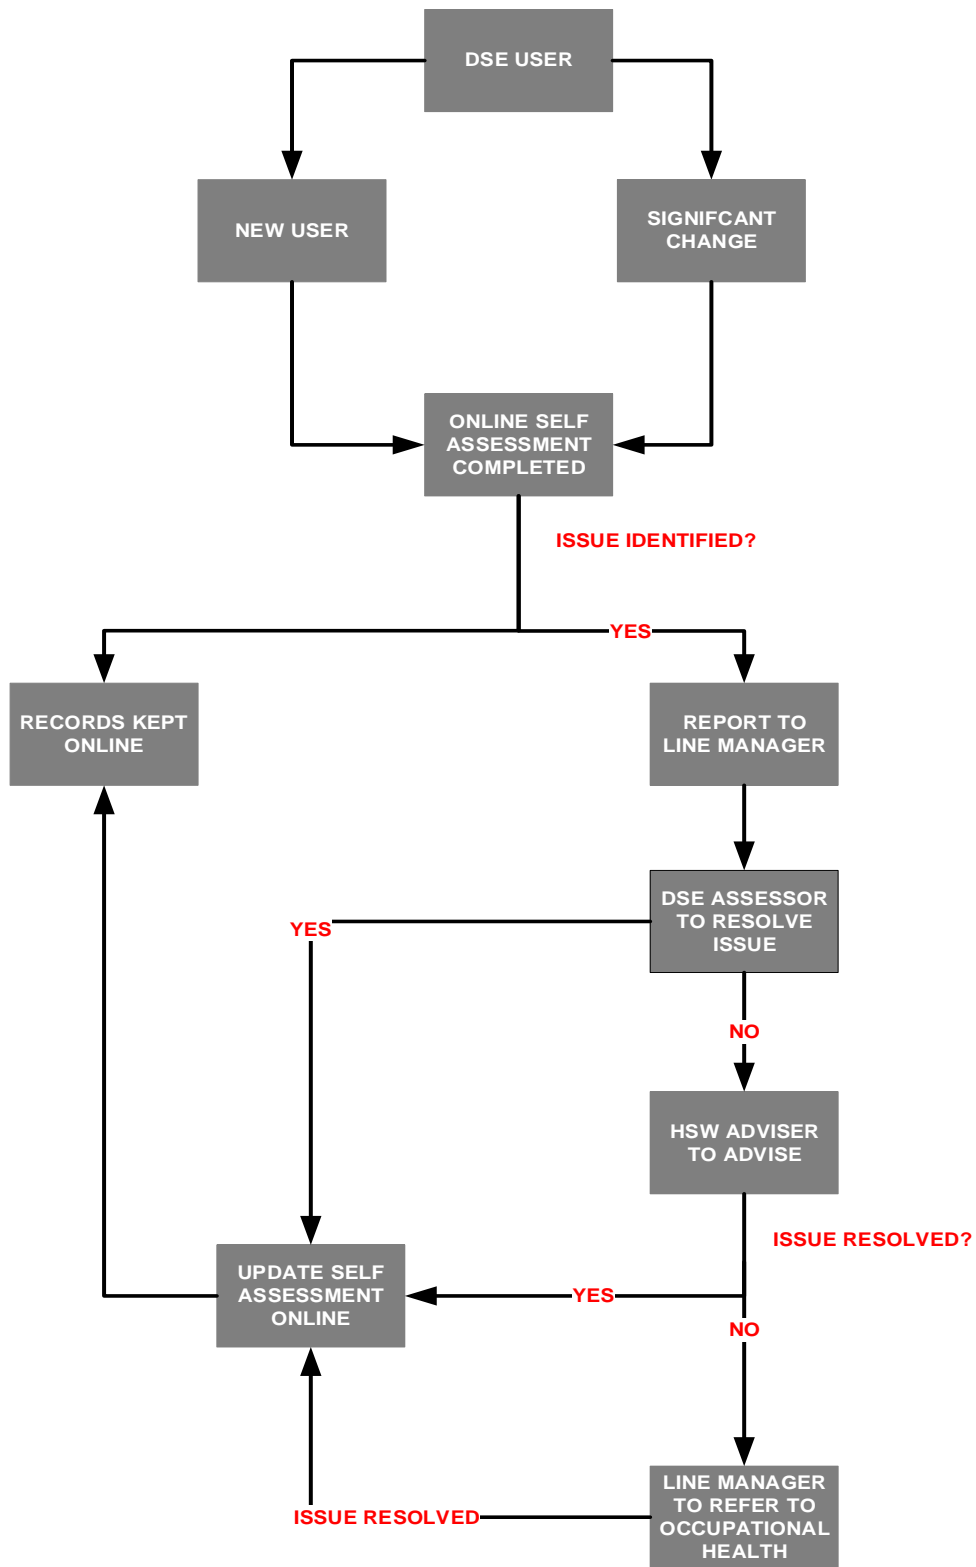 DSE USER
NEW USER
SIGNIFCANT
CHANGE
ONLINE SELF
ASSESSMENT
COMPLETED
ISSUE IDENTIFIED?
YES
RECORDS KEPT
ONLINE
REPORT TO
LINE MANAGER
DSE ASSESSOR
TO RESOLVE
ISSUE
YES
NO
HSW ADVISER
TO ADVISE
ISSUE RESOLVED?
UPDATE SELF
ASSESSMENT
ONLINE
YES
NO
LINE MANAGER
TO REFER TO
OCCUPATIONAL
HEALTH
ISSUE RESOLVED